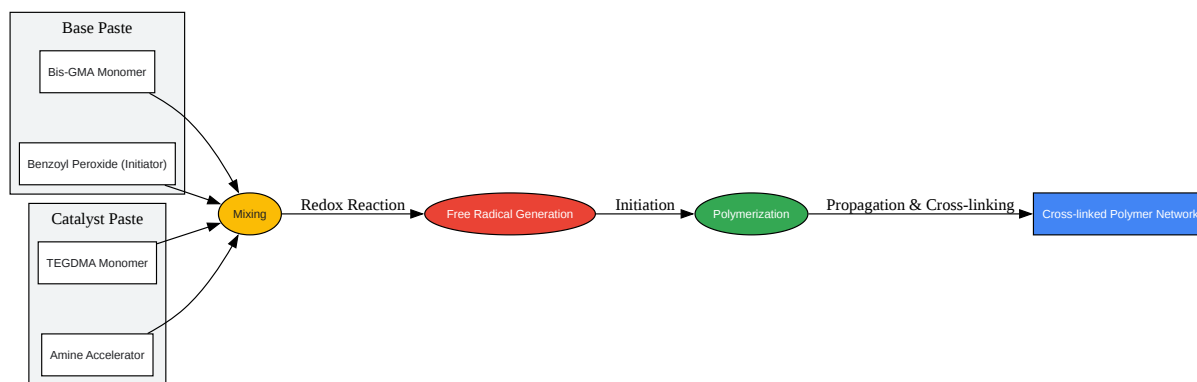 Base Paste
Bis-GMA Monomer
Benzoyl Peroxide (Initiator)
Catalyst Paste
TEGDMA Monomer
Amine Accelerator
Mixing
Redox Reaction
Free Radical Generation
Initiation
Polymerization
Propagation & Cross-linking
Cross-linked Polymer Network